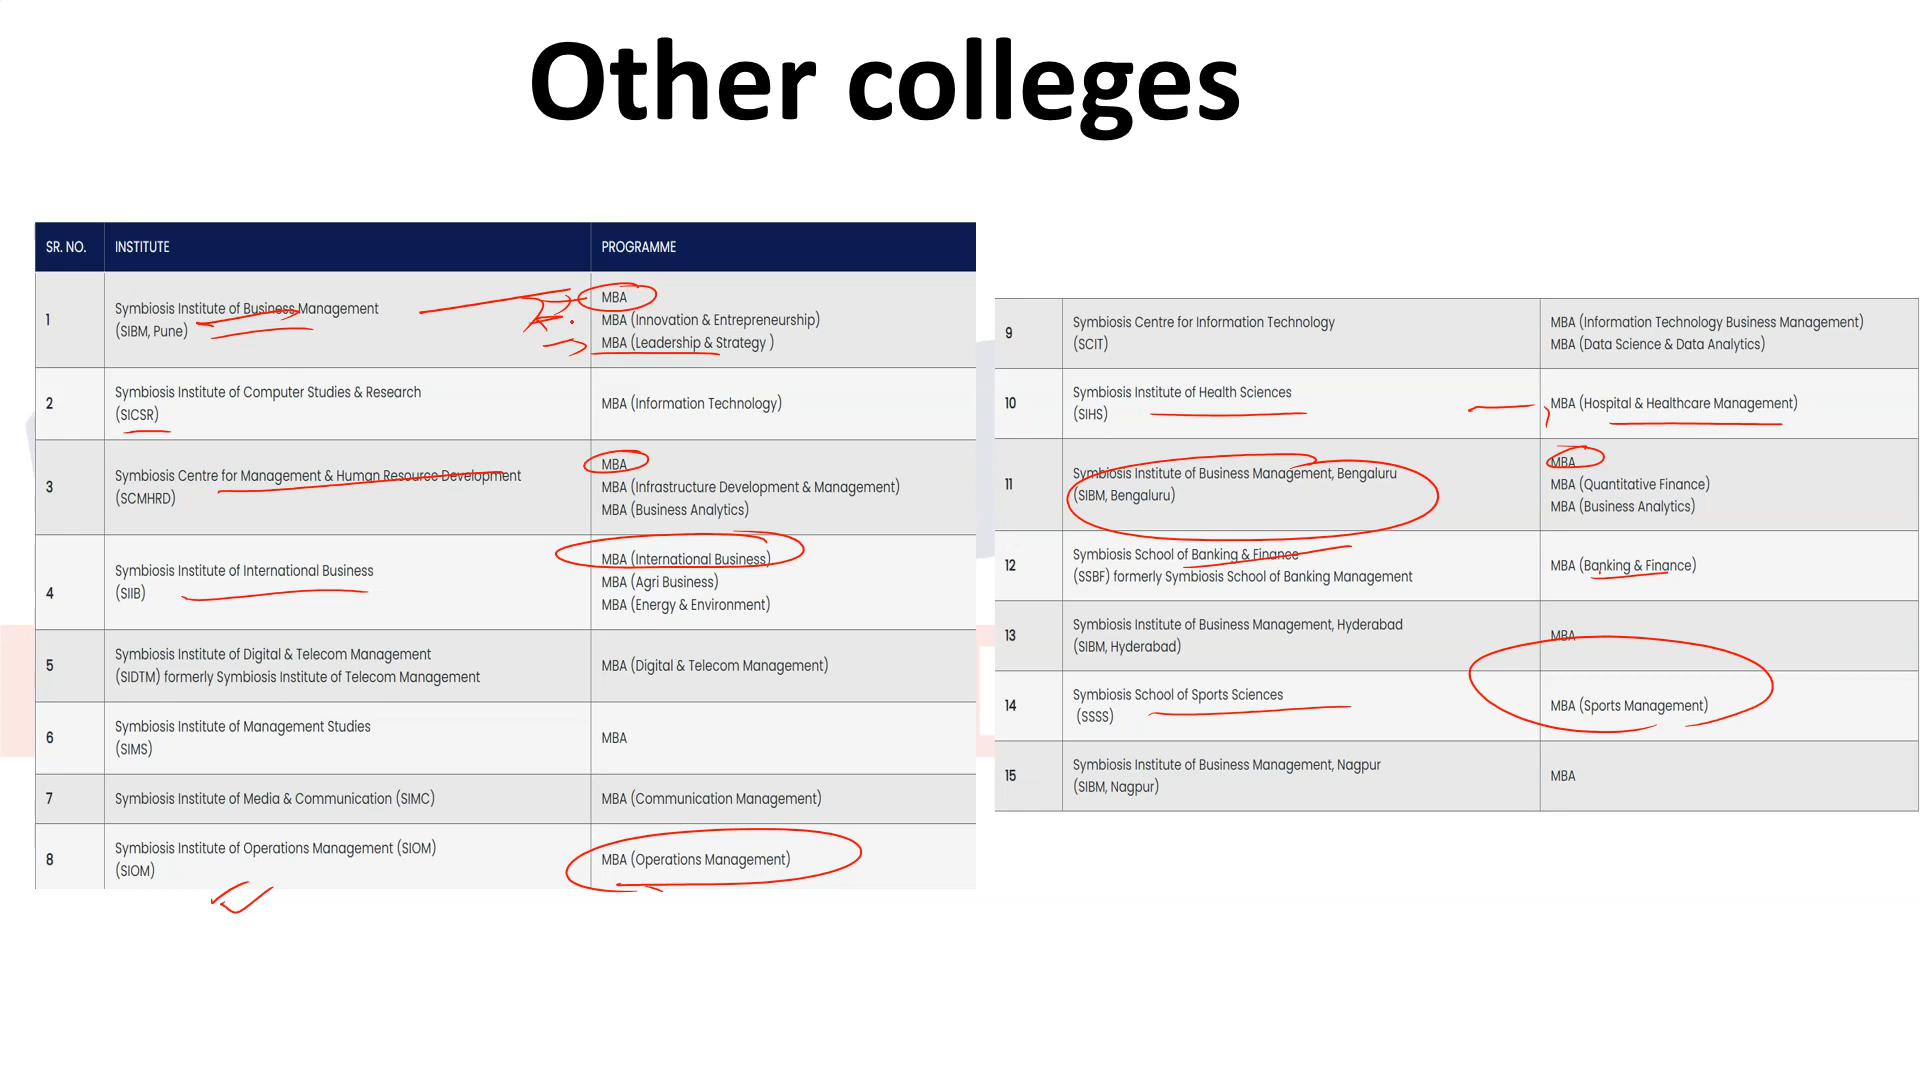 Other colleges
SR. NO. INSTITUTE PROGRAMME
1 Symbiosis Institute of Business Management
(SIBM, Pune)
MBA
MBA (Innovation & Entrepreneurship)
MBA (Leadership & Strategy )
2 Symbiosis Institute of Computer Studies & Research
(SICSR)
MBA (Information Technology)
3 Symbiosis Centre for Management & Human Resource Development
(SCMHRD)
MBA
MBA (Infrastructure Development & Management)
MBA (Business Analytics)
4 Symbiosis Institute of International Business
(SIIB)
MBA (International Business)
MBA (Agri Business)
MBA (Energy & Environment)
5 Symbiosis Institute of Digital & Telecom Management
(SIDTM) formerly Symbiosis Institute of Telecom Management
MBA (Digital & Telecom Management)
6 Symbiosis Institute of Management Studies
(SIMS)
MBA
7 Symbiosis Institute of Media & Communication (SIMC) MBA (Communication Management)
8 Symbiosis Institute of Operations Management (SIOM)
(SIOM)
MBA (Operations Management)
9 Symbiosis Centre for Information Technology
(SCIT)
MBA (Information Technology Business Management)
MBA (Data Science & Data Analytics)
10 Symbiosis Institute of Health Sciences
(SIHS)
MBA (Hospital & Healthcare Management)
11 Symbiosis Institute of Business Management, Bengaluru
(SIBM, Bengaluru)
MBA
MBA (Quantitative Finance)
MBA (Business Analytics)
12 Symbiosis School of Banking & Finance
(SSBF) formerly Symbiosis School of Banking Management
MBA (Banking & Finance)
13 Symbiosis Institute of Business Management, Hyderabad
(SIBM, Hyderabad)
MBA
14 Symbiosis School of Sports Sciences
(SSSS)
MBA (Sports Management)
15 Symbiosis Institute of Business Management, Nagpur
(SIBM, Nagpur)
MBA